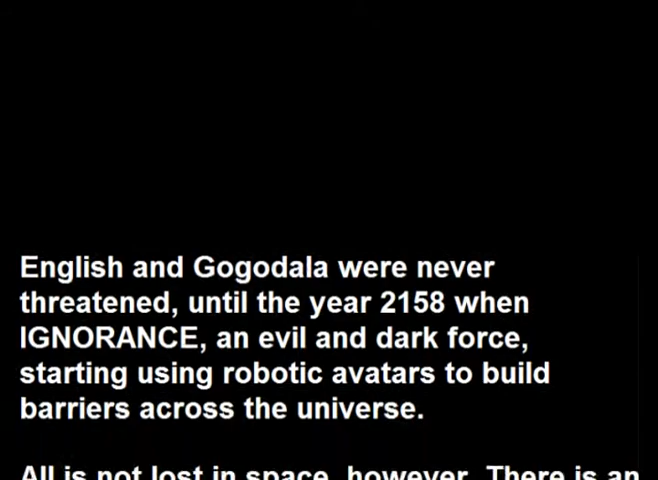 English and Gogodala were never
threatened, until the year 2158 when
IGNORANCE, an evil and dark force,
starting using robotic avatars to build
barriers across the universe.
All is not lost in space, however. There is an